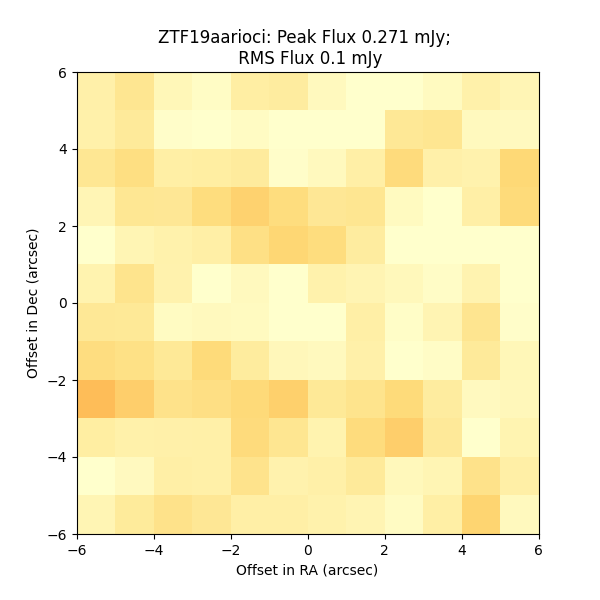 ZTF19aarioci: Peak Flux 0.271 mJy;
RMS Flux 0.1 mJy
6
4
2
0
−2
−4
−6
Offset in Dec (arcsec)
−6 −4 −2 0 2 4 6
Offset in RA (arcsec)